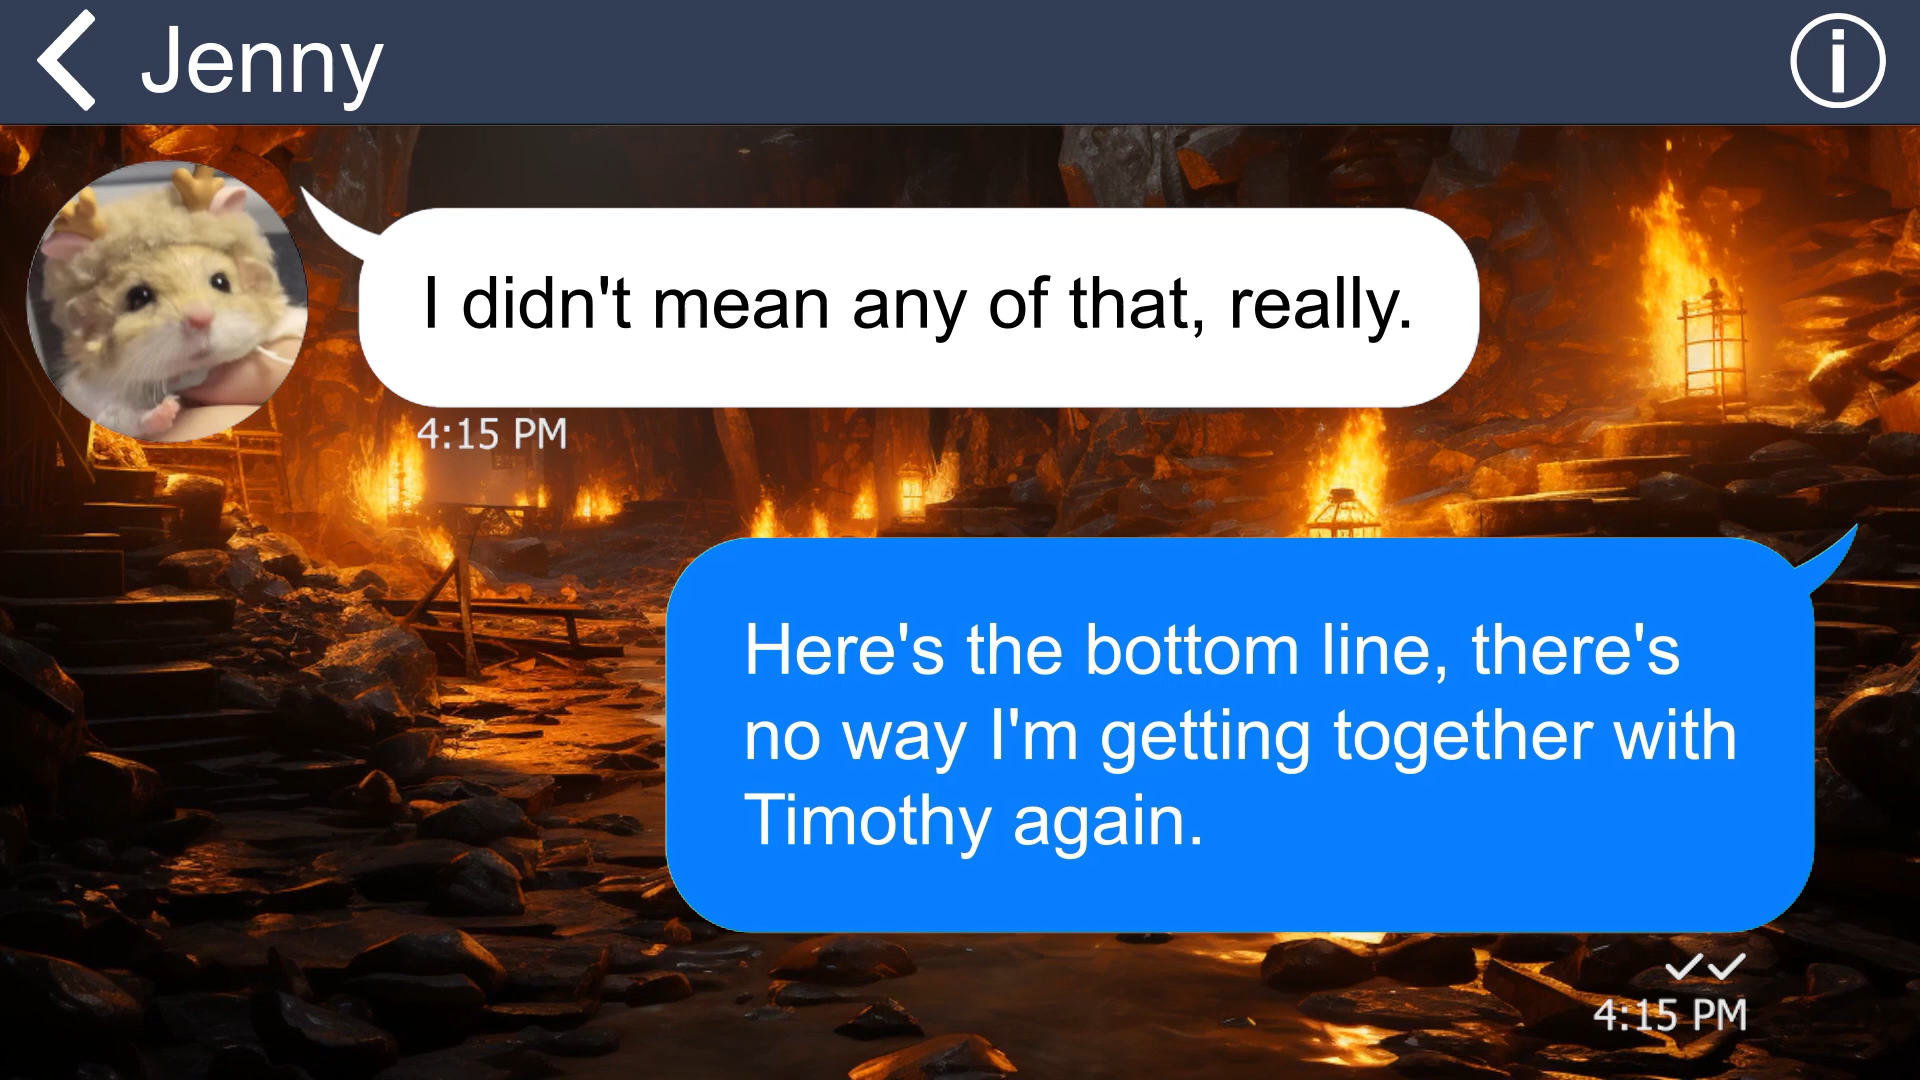 Jenny
I didn't mean any of that, really.
4:15 PM
Here's the bottom line, there's
no way I'm getting together with
Timothy again.
4:15 PM